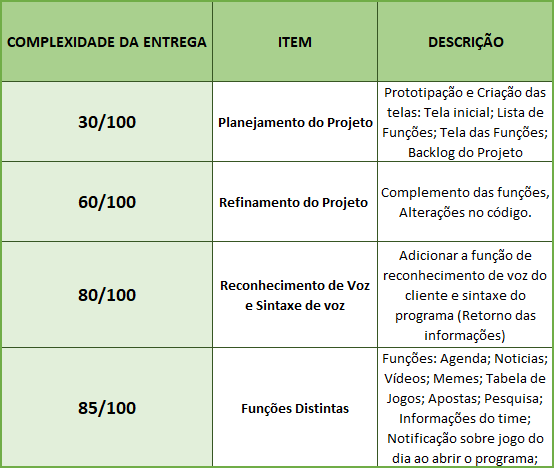 COMPLEXIDADE DA ENTREGA
ITEM
DESCRIÇÃO
30/100
Planejamento do Projeto
Prototipação e Criação das
telas: Tela inicial; Lista de
Funções; Tela das Funções;
Backlog do Projeto
60/100
Refinamento do Projeto
Complemento das funções,
Alterações no código.
80/100
Reconhecimento de Voz
e Sintaxe de voz
Adicionar a função de
reconhecimento de voz do
cliente e sintaxe do
programa (Retorno das
informações)
85/100
Funções Distintas
Funções: Agenda; Noticias;
Vídeos; Memes; Tabela de
Jogos; Apostas; Pesquisa;
Informações do time;
Notificação sobre jogo do
dia ao abrir o programa;